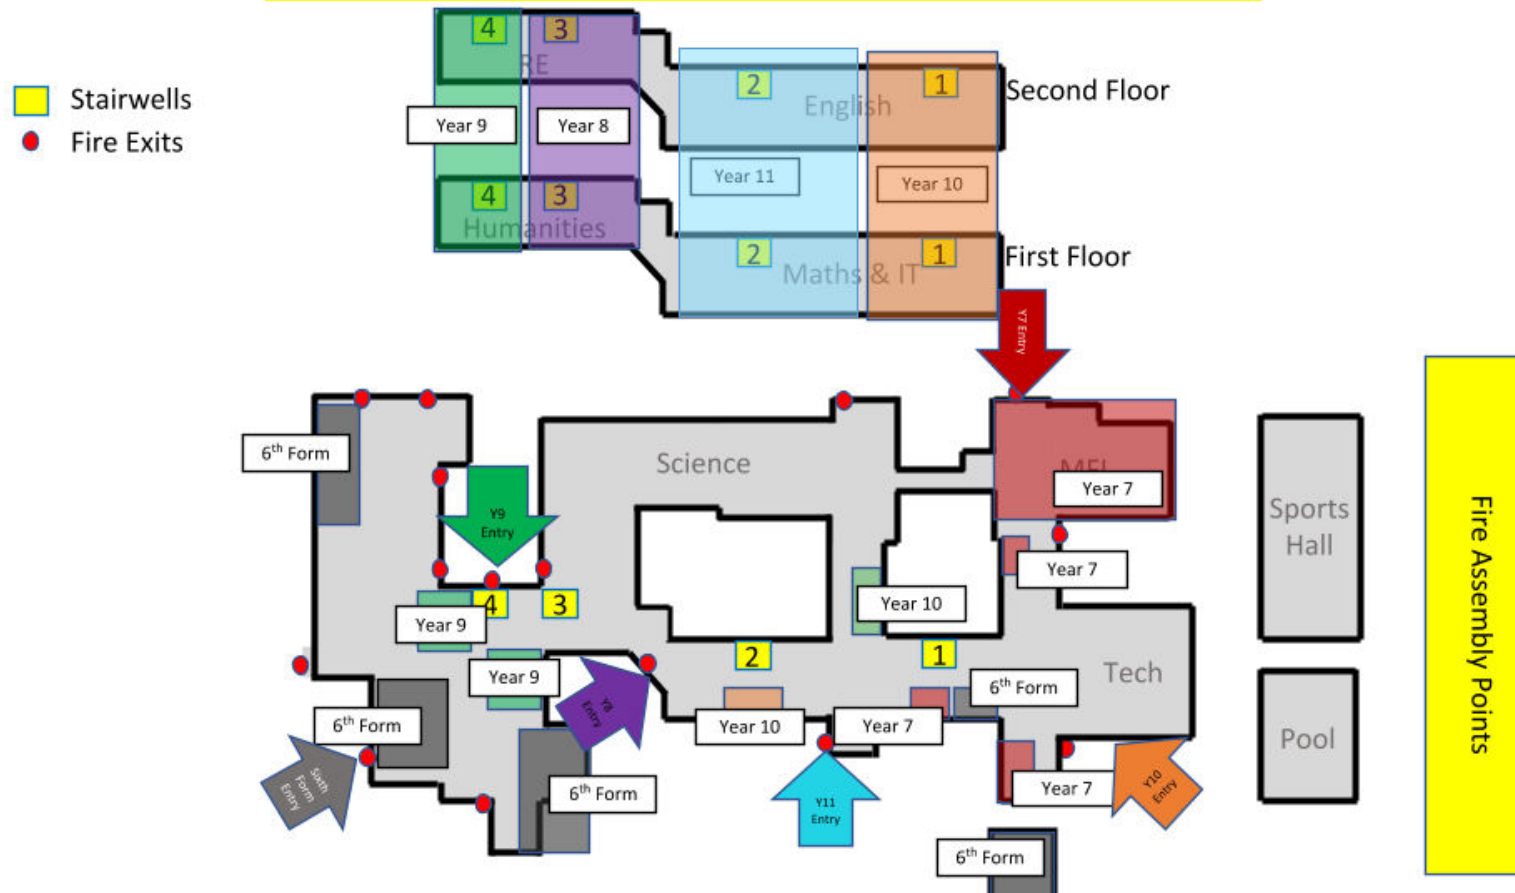 4
3
RE
2
1
English
Second Floor
Stairwells
Fire Exits
Year 9
Year 8
Year 11
Year 10
4
3
Humanities
2
1
Maths & IT
First Floor
Y7 Entry
6th Form
Science
MFL
Year 7
Sports
Hall
Fire Assembly Points
Y9
Entry
Year 7
Year 10
4
3
Year 9
2
1
Year 9
6th Form
Tech
Y8
Entry
6th Form
Year 10
Year 7
Pool
Sixth
Form
Entry
6th Form
Y11
Entry
Year 7
Y10
Entry
6th Form